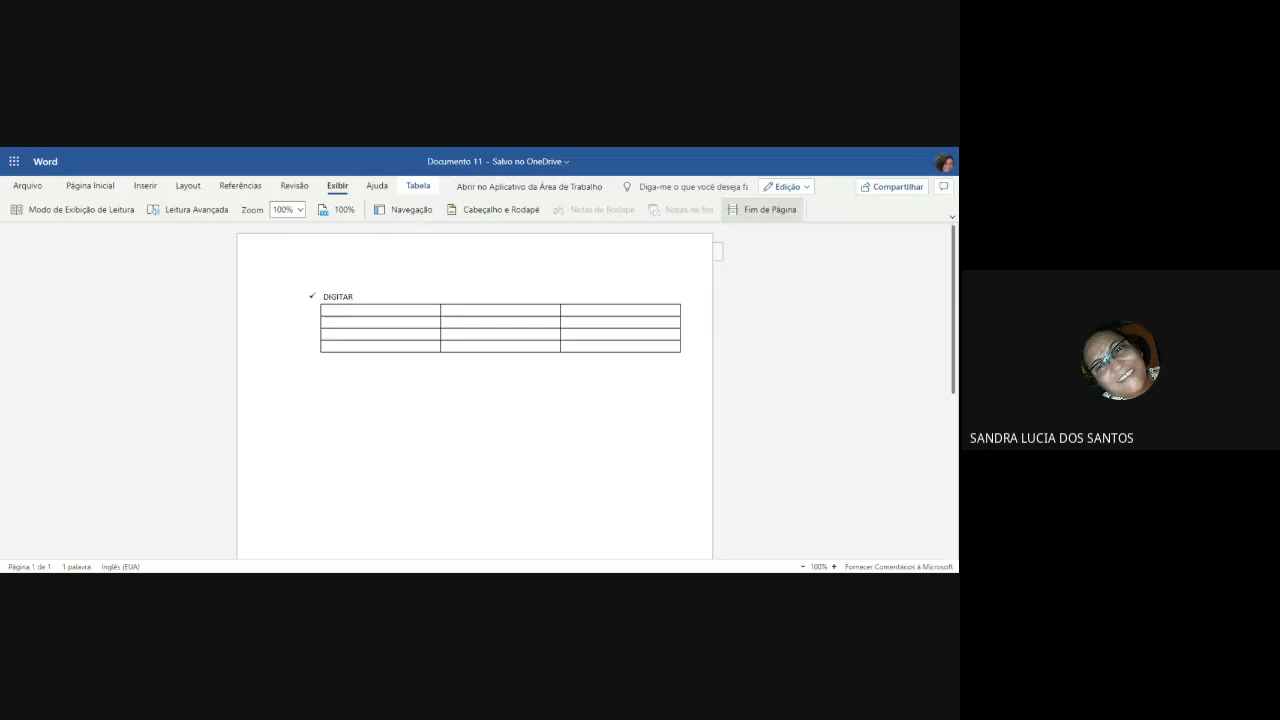 Word
Documento 11 - Salvo no OneDrive
Arquivo Página Inicial Inserir Layout Referências Revisão Exibir Ajuda Tabela Abrir no Aplicativo da Área de Trabalho Diga-me o que você deseja fa Edição Compartilhar
Modo de Exibição de Leitura Leitura Avançada Zoom 100% 100% Navegação Cabeçalho e Rodapé Notas de Rodapé Notas de fim Fim de Página
✓ DIGITAR
SANDRA LUCIA DOS SANTOS
Página 1 de 1 1 palavra Inglês (EUA) - 100% + Fornecer Comentários à Microsoft